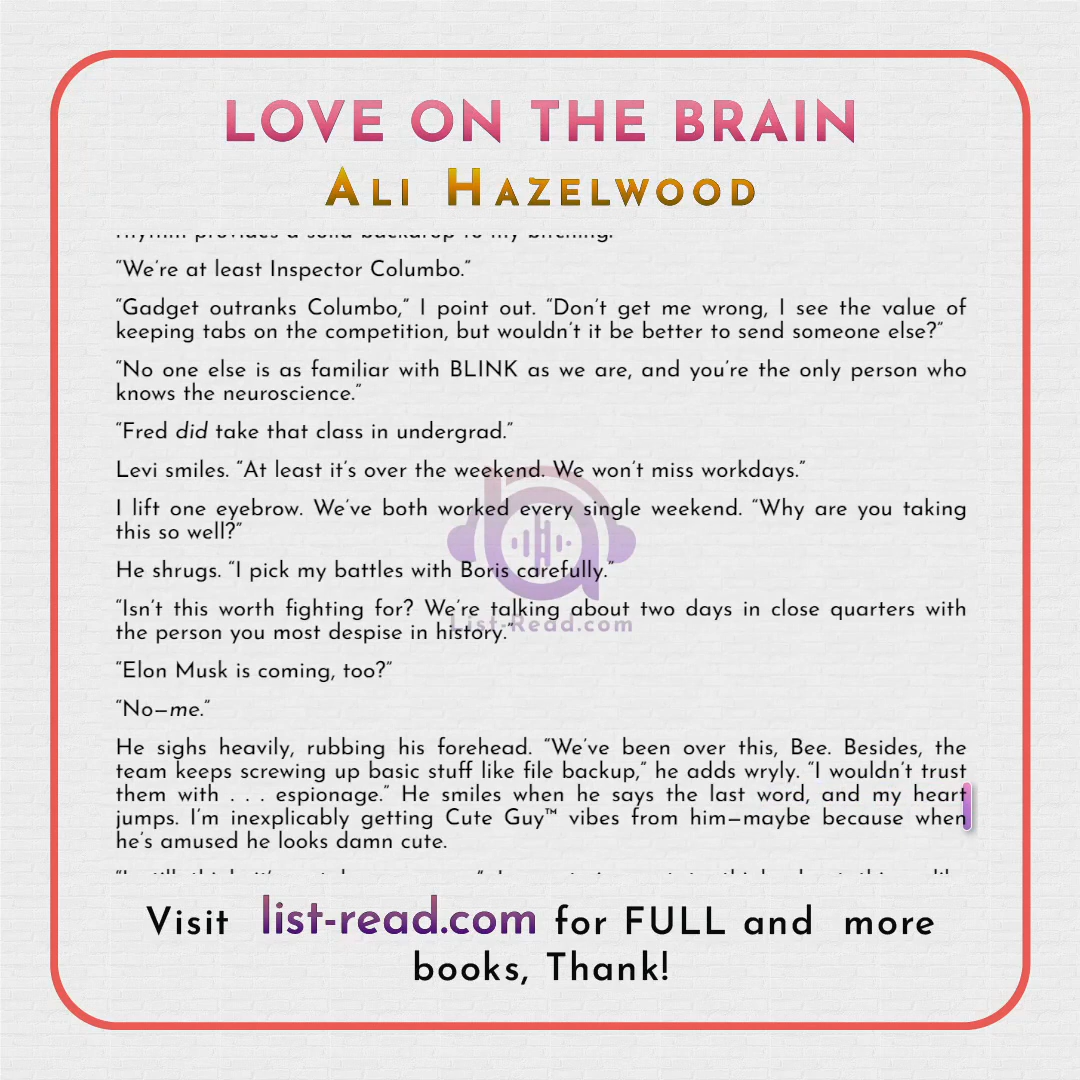 LOVE ON THE BRAIN
ALI HAZELWOOD
“We’re at least Inspector Columbo.”
“Gadget outranks Columbo,” I point out. “Don’t get me wrong, I see the value of
keeping tabs on the competition, but wouldn’t it be better to send someone else?”
“No one else is as familiar with BLINK as we are, and you’re the only person who
knows the neuroscience.”
“Fred did take that class in undergrad.”
Levi smiles. “At least it’s over the weekend. We won’t miss workdays.”
I lift one eyebrow. We’ve both worked every single weekend. “Why are you taking
this so well?”
He shrugs. “I pick my battles with Boris carefully.”
“Isn’t this worth fighting for? We’re talking about two days in close quarters with
the person you most despise in history.”
List-Read.com
“Elon Musk is coming, too?”
“No—me.”
He sighs heavily, rubbing his forehead. “We’ve been over this, Bee. Besides, the
team keeps screwing up basic stuff like file backup,” he adds wryly. “I wouldn’t trust
them with . . . espionage.” He smiles when he says the last word, and my heart
jumps. I’m inexplicably getting Cute Guy™ vibes from him—maybe because when
he’s amused he looks damn cute.
Visit list-read.com for FULL and more
books, Thank!